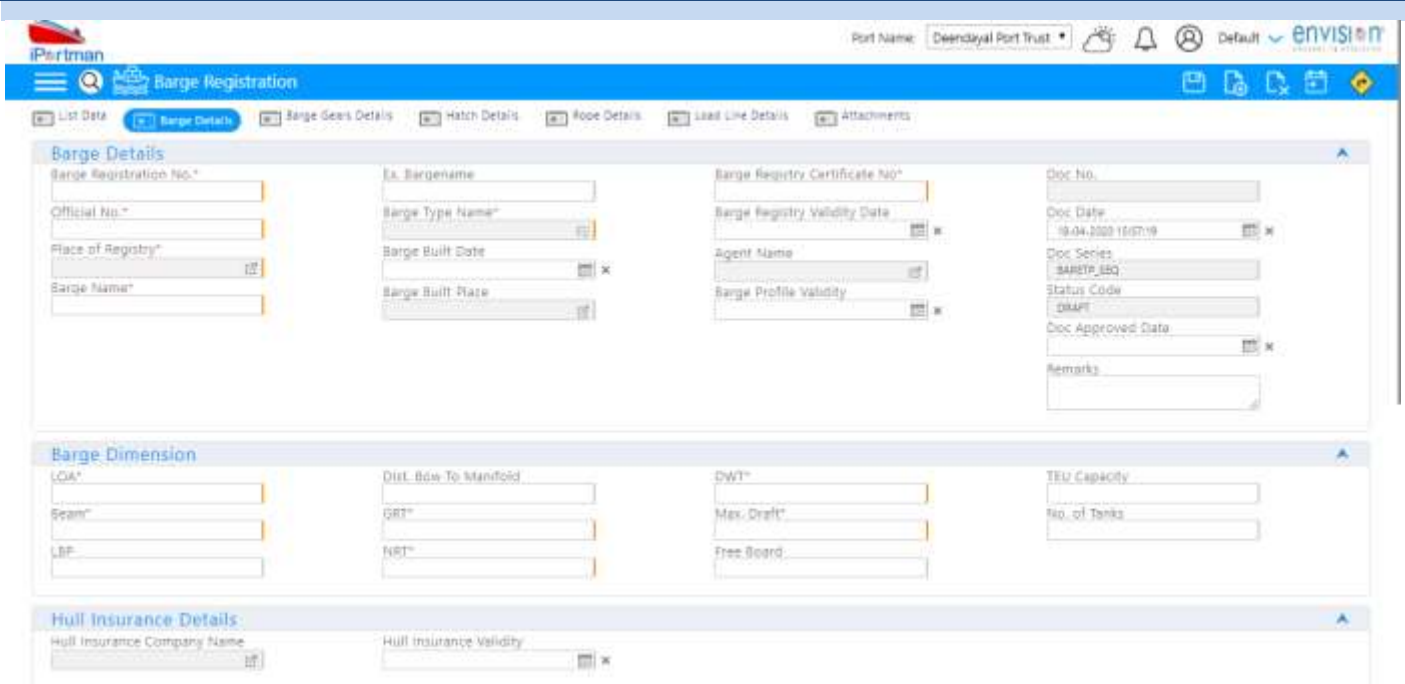 iPortman
Port Name: Deendayal Port Trust Default envision
Barge Registration
List Data Barge Details Barge Gears Details Hatch Details Rope Details Load Line Details Attachments
Barge Details
Barge Registration No.* Ex. Bargename Barge Registry Certificate No* Doc No.
Official No.* Barge Type Name* Barge Registry Validity Date Doc Date
Place of Registry* Barge Built Date Agent Name Doc Series
BARETP_SEQ
Barge Name* Barge Built Place Barge Profile Validity Status Code
DRAFT
Doc Approved Date
Remarks
Barge Dimension
LOA* Dist. Bow To Manifold DWT* TEU Capacity
Beam* GRT* Max. Draft* No. of Tanks
LBP NRT* Free Board
Hull Insurance Details
Hull Insurance Company Name Hull Insurance Validity